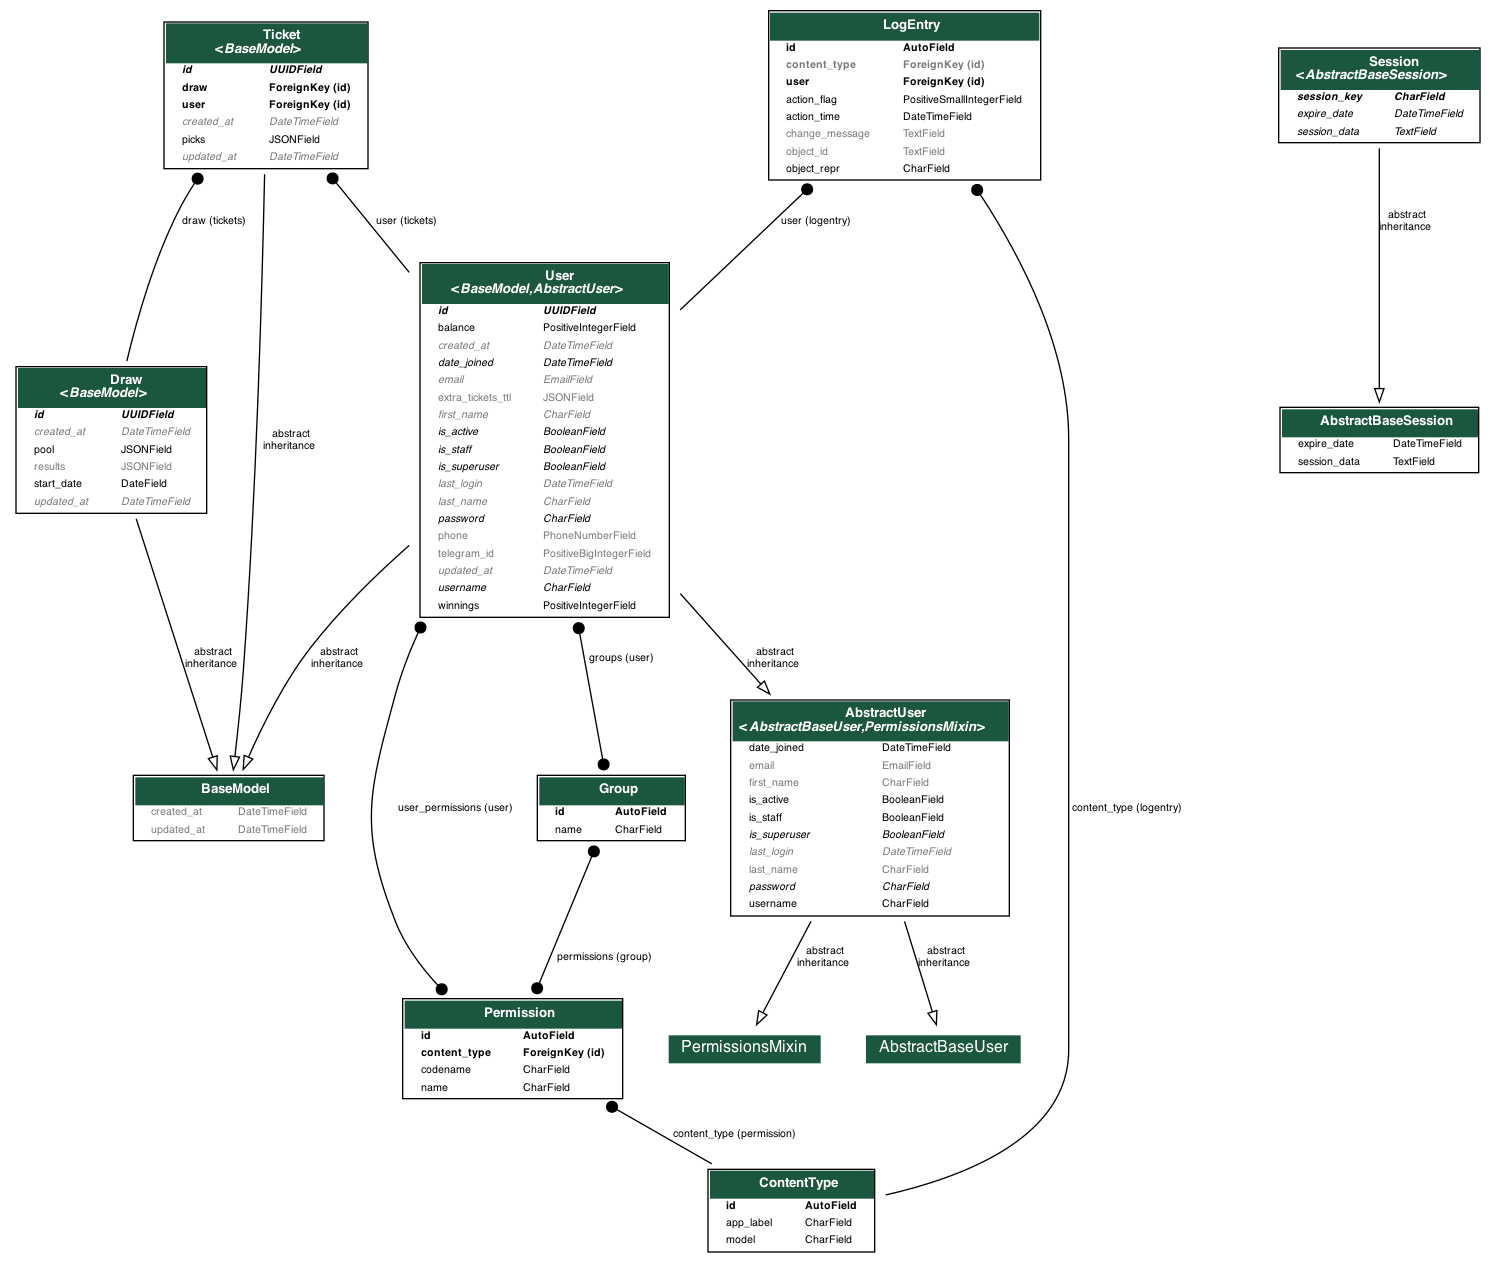 Ticket
<BaseModel>
id UUIDField
draw ForeignKey (id)
user ForeignKey (id)
created_at DateTimeField
picks JSONField
updated_at DateTimeField
LogEntry
id AutoField
content_type ForeignKey (id)
user ForeignKey (id)
action_flag PositiveSmallIntegerField
action_time DateTimeField
change_message TextField
object_id TextField
object_repr CharField
Session
<AbstractBaseSession>
session_key CharField
expire_date DateTimeField
session_data TextField
draw (tickets)
user (tickets)
user (logentry)
abstract
inheritance
User
<BaseModel,AbstractUser>
id UUIDField
balance PositiveIntegerField
created_at DateTimeField
date_joined DateTimeField
email EmailField
extra_tickets_ttl JSONField
first_name CharField
is_active BooleanField
is_staff BooleanField
is_superuser BooleanField
last_login DateTimeField
last_name CharField
password CharField
phone PhoneNumberField
telegram_id PositiveBigIntegerField
updated_at DateTimeField
username CharField
winnings PositiveIntegerField
Draw
<BaseModel>
id UUIDField
created_at DateTimeField
pool JSONField
results JSONField
start_date DateField
updated_at DateTimeField
abstract
inheritance
AbstractBaseSession
expire_date DateTimeField
session_data TextField
abstract
inheritance
abstract
inheritance
groups (user)
abstract
inheritance
AbstractUser
<AbstractBaseUser,PermissionsMixin>
date_joined DateTimeField
email EmailField
first_name CharField
is_active BooleanField
is_staff BooleanField
is_superuser BooleanField
last_login DateTimeField
last_name CharField
password CharField
username CharField
BaseModel
created_at DateTimeField
updated_at DateTimeField
user_permissions (user)
Group
id AutoField
name CharField
content_type (logentry)
permissions (group)
abstract
inheritance
abstract
inheritance
Permission
id AutoField
content_type ForeignKey (id)
codename CharField
name CharField
PermissionsMixin
AbstractBaseUser
content_type (permission)
ContentType
id AutoField
app_label CharField
model CharField